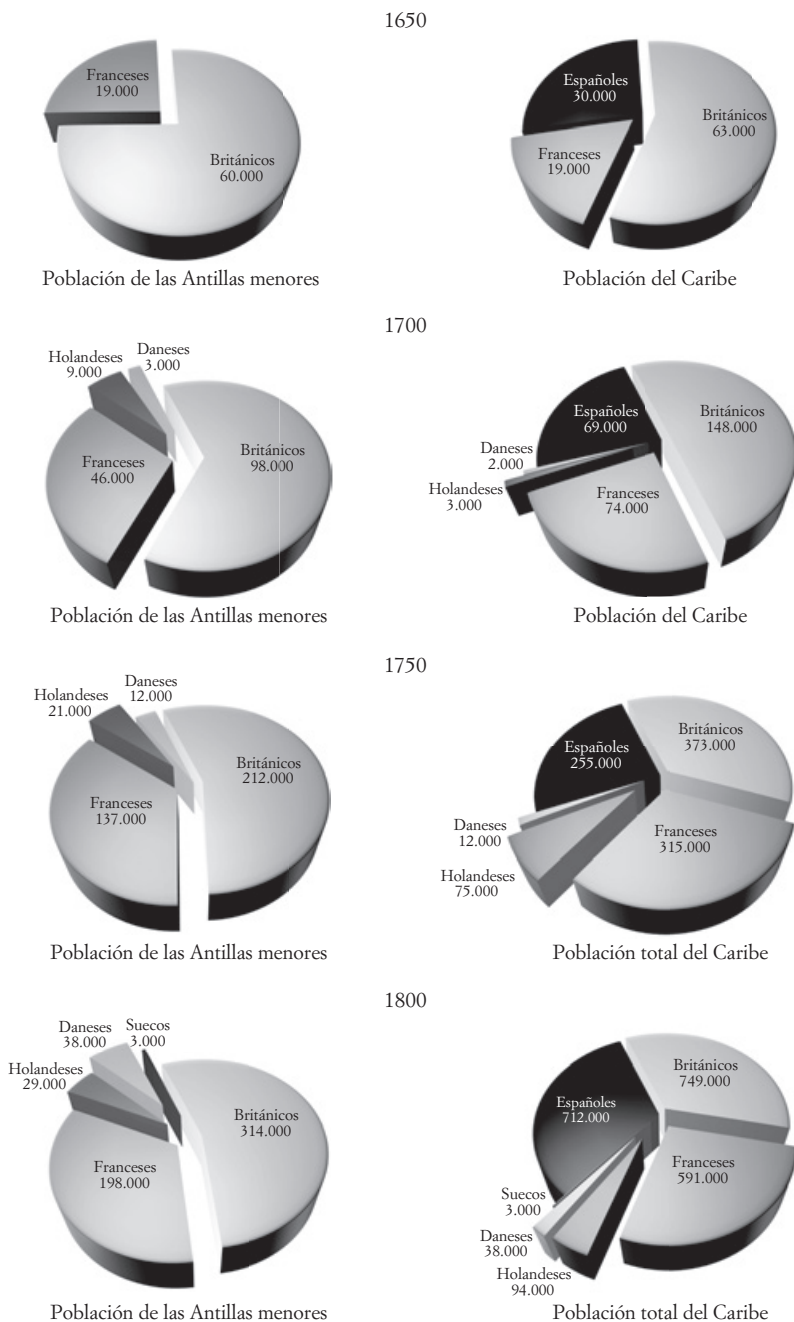 1650
Franceses
19.000
Británicos
60.000
Población de las Antillas menores
Españoles
30.000
Británicos
63.000
Franceses
19.000
Población del Caribe
1700
Holandeses
9.000
Daneses
3.000
Franceses
46.000
Británicos
98.000
Población de las Antillas menores
Españoles
69.000
Británicos
148.000
Daneses
2.000
Holandeses
3.000
Franceses
74.000
Población del Caribe
1750
Holandeses
21.000
Daneses
12.000
Británicos
212.000
Franceses
137.000
Población de las Antillas menores
Británicos
373.000
Españoles
255.000
Daneses
12.000
Franceses
315.000
Holandeses
75.000
Población total del Caribe
1800
Suecos
3.000
Daneses
38.000
Holandeses
29.000
Británicos
314.000
Franceses
198.000
Población de las Antillas menores
Británicos
749.000
Españoles
712.000
Franceses
591.000
Suecos
3.000
Daneses
38.000
Holandeses
94.000
Población total del Caribe